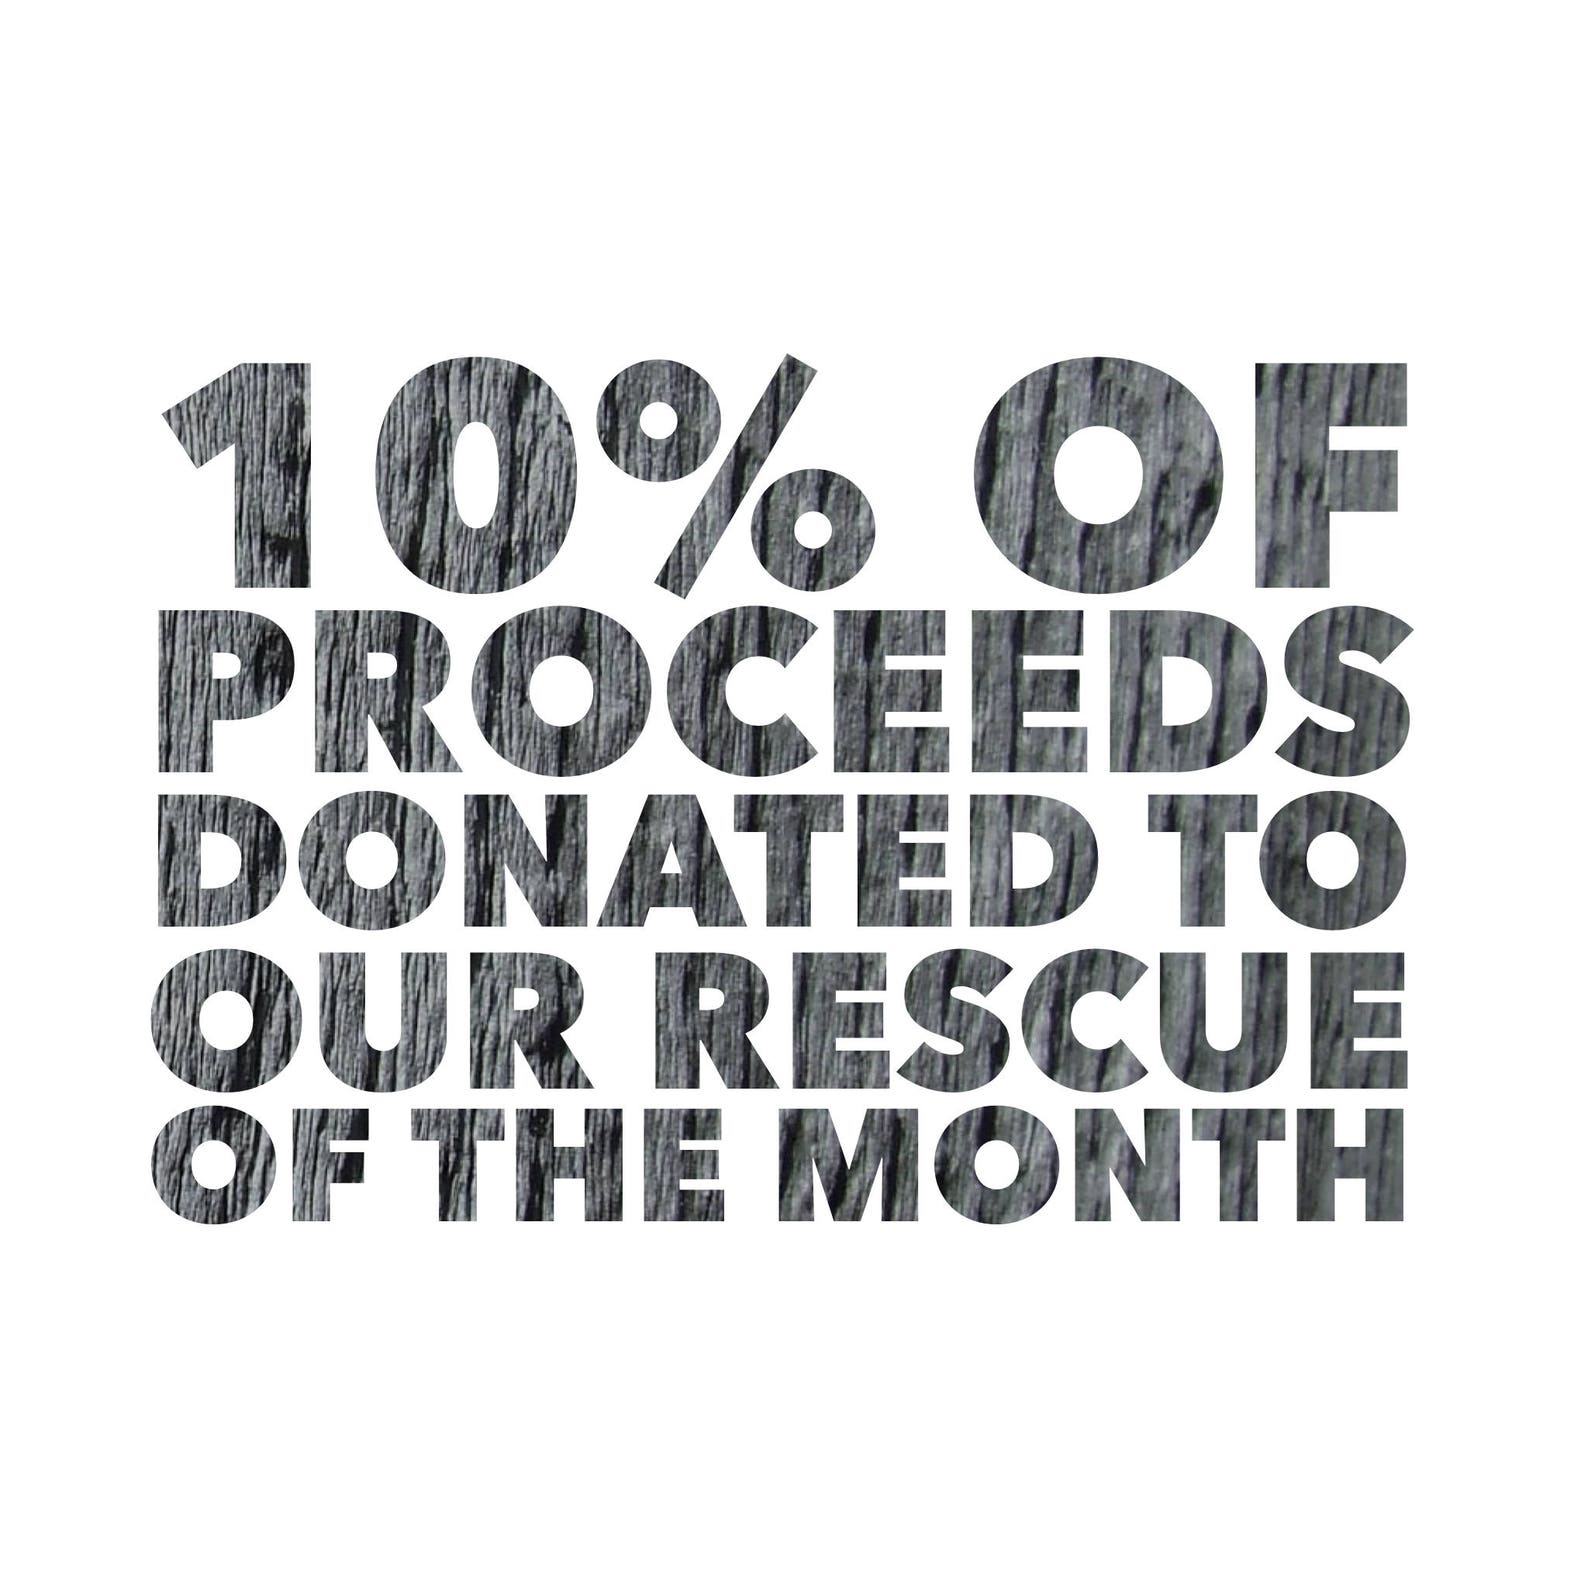 10% OF
PROCEEDS
DONATED TO
OUR RESCUE
OF THE MONTH